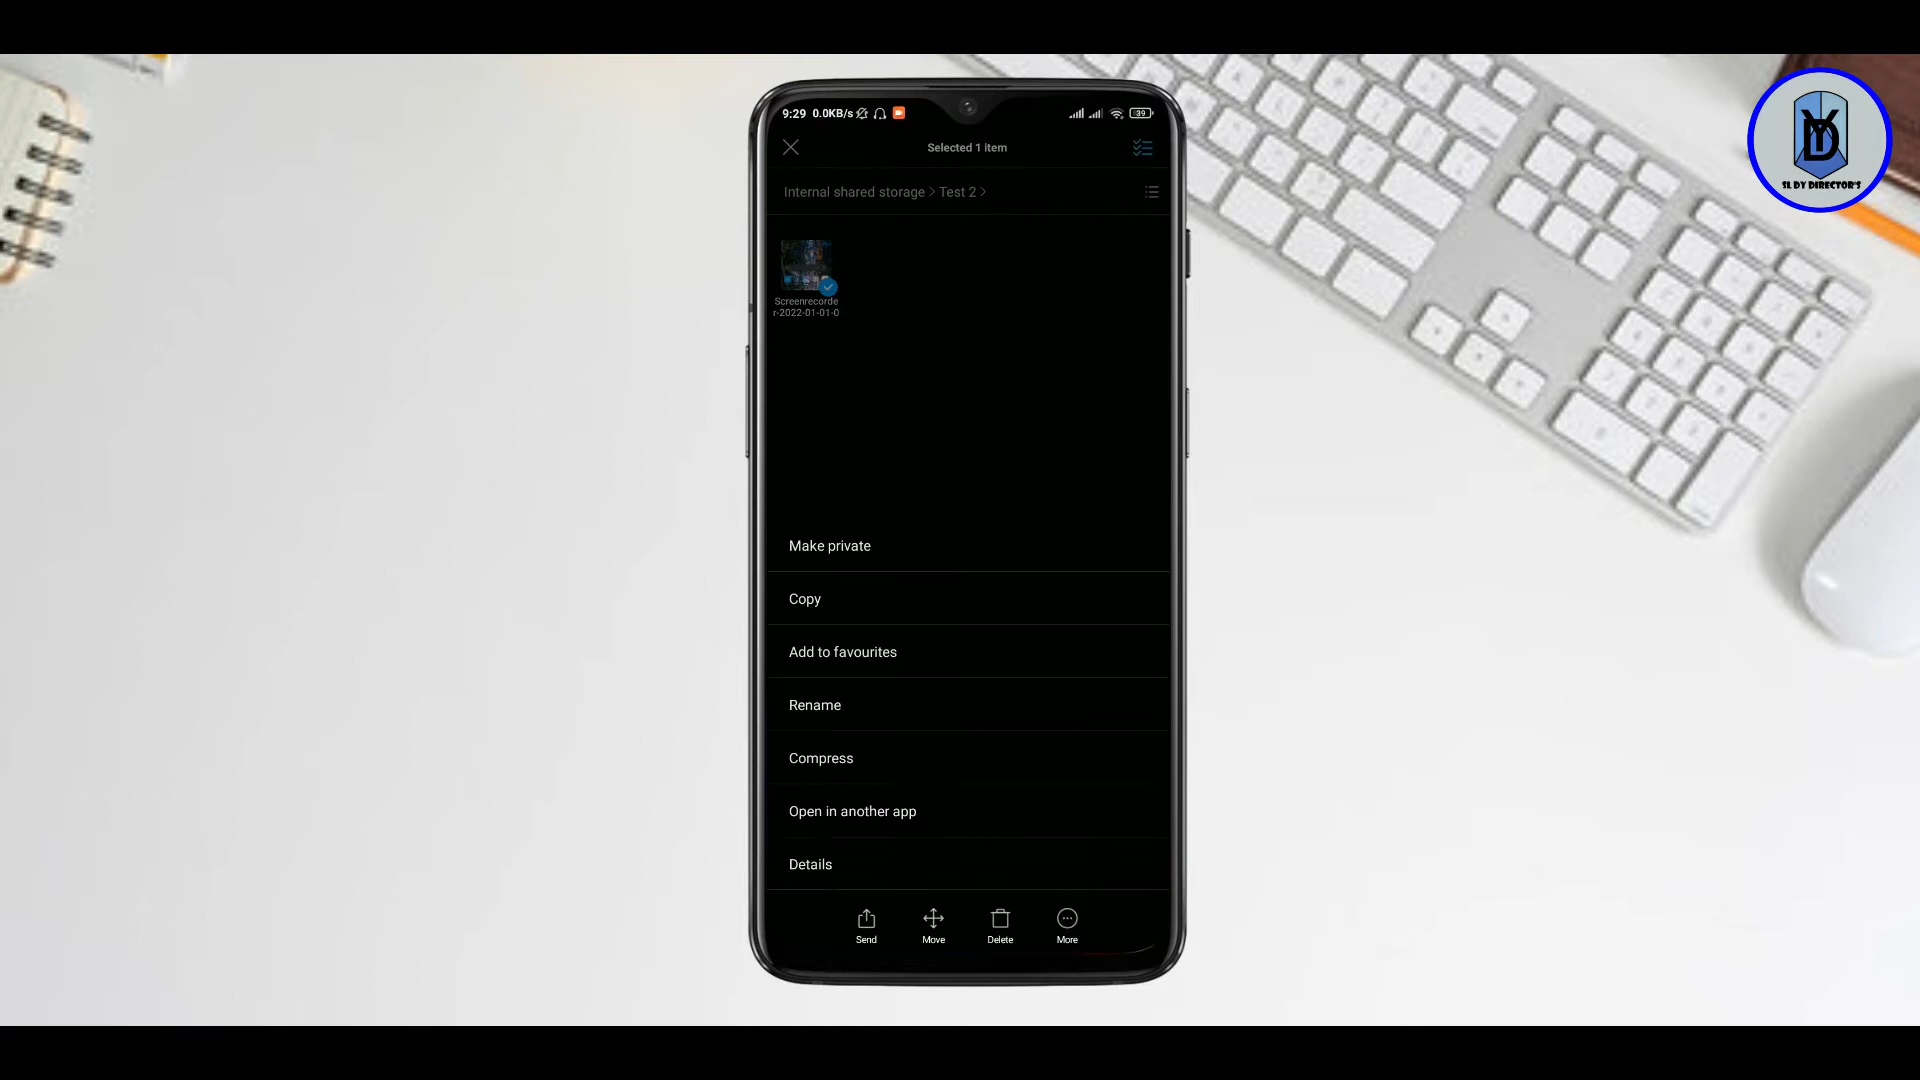 9:29 0.0KB/s
39
SL DY DIRECTOR'S
Selected 1 item
Internal shared storage > Test 2 >
Screenrecorde
r-2022-01-01-0
Make private
Copy
Add to favourites
Rename
Compress
Open in another app
Details
Send Move Delete More